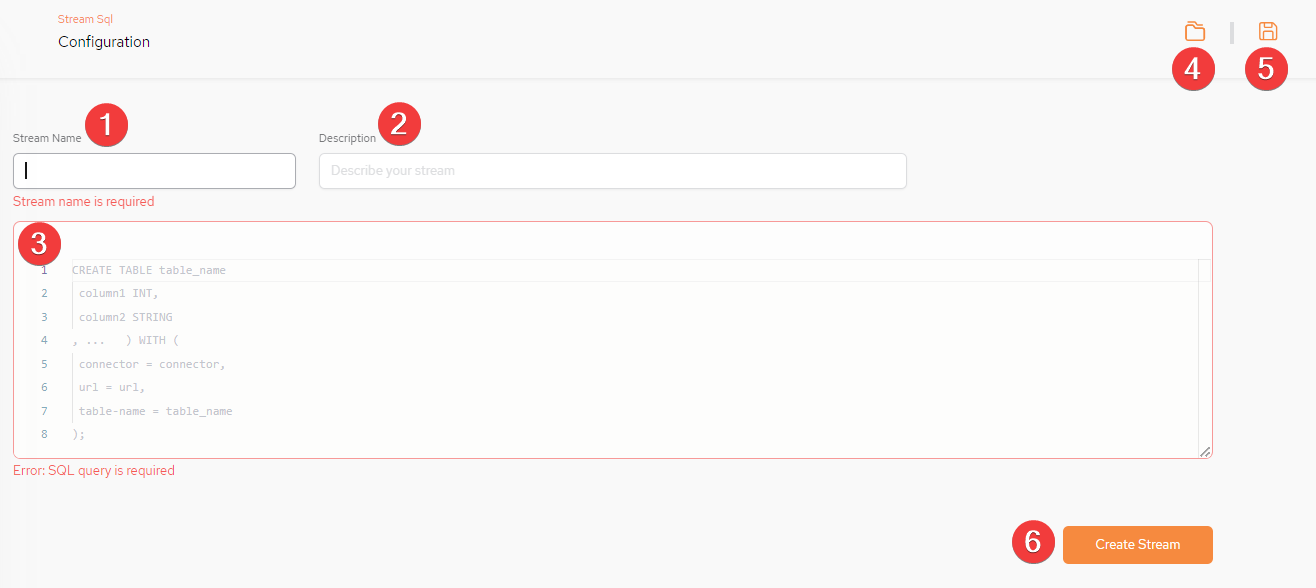 Stream Sql
Configuration
4
5
1
2
Stream Name
Description
Describe your stream
Stream name is required
3
1 CREATE TABLE table_name
2 column1 INT,
3 column2 STRING
4 , ... ) WITH (
5 connector = connector,
6 url = url,
7 table-name = table_name
8 );
Error: SQL query is required
6
Create Stream